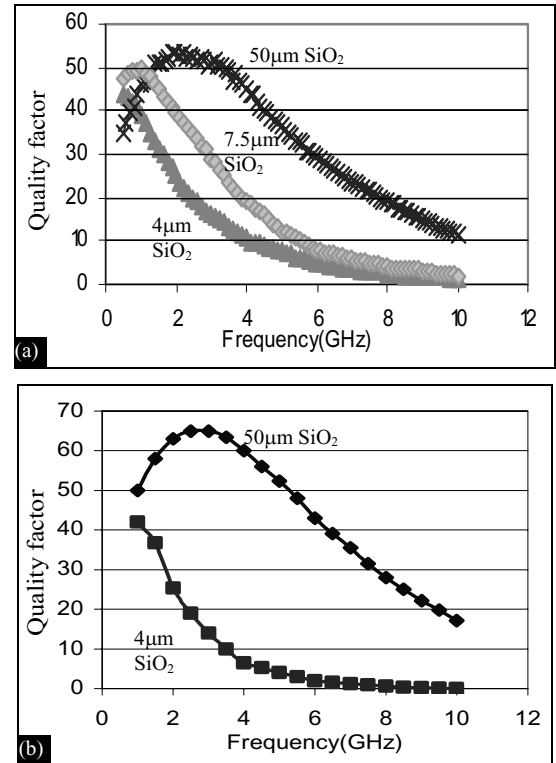 60
50
40
30
20
10
0
Quality factor
50μm SiO2
7.5μm
SiO2
4μm
SiO2
0 2 4 6 8 10 12
Frequency(GHz)
(a)
70
60
50
40
30
20
10
0
Quality factor
50μm SiO2
4μm
SiO2
0 2 4 6 8 10 12
Frequency(GHz)
(b)